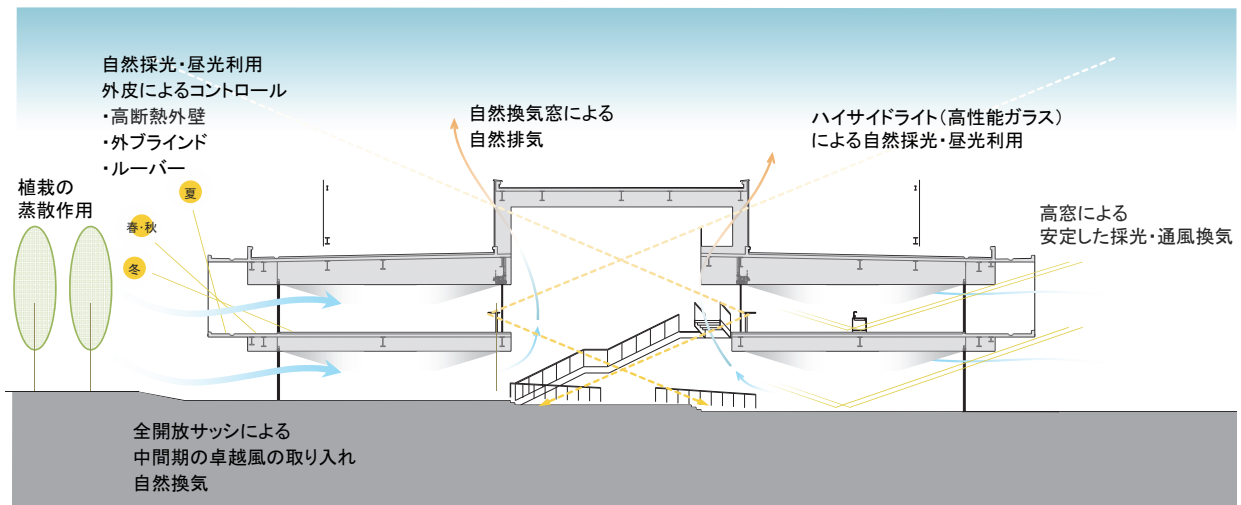 自然採光・昼光利用
外皮によるコントロール
・高断熱外壁
・外ブラインド
・ルーバー
自然換気窓による
自然排気
ハイサイドライト(高性能ガラス)
による自然採光・昼光利用
植栽の
蒸散作用
夏
春・秋
冬
高窓による
安定した採光・通風換気
全開放サッシによる
中間期の卓越風の取り入れ
自然換気